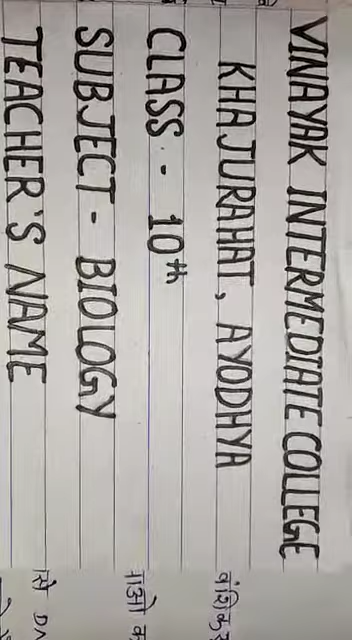 VINAYAK INTERMEDIATE COLLEGE
KHAJURAHAT, AYODHYA
CLASS - 10th
SUBJECT - BIOLOGY
TEACHER'S NAME